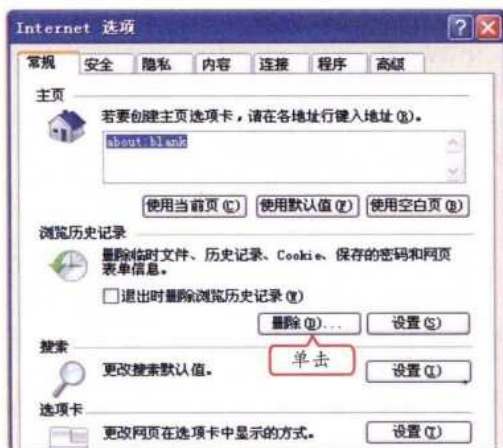 Internet 选项
常规 安全 隐私 内容 连接 程序 高级
主页
若要创建主页选项卡，请在各地址行键入地址(R)。
about:blank
使用当前页(C) 使用默认值(F) 使用空白页(B)
浏览历史记录
删除临时文件、历史记录、Cookie、保存的密码和网页
表单信息。
退出时删除浏览历史记录(W)
删除(D)... 设置(S)
单击
搜索
更改搜索默认值。
设置(I)
选项卡
更改网页在选项卡中显示的方式。 设置(T)